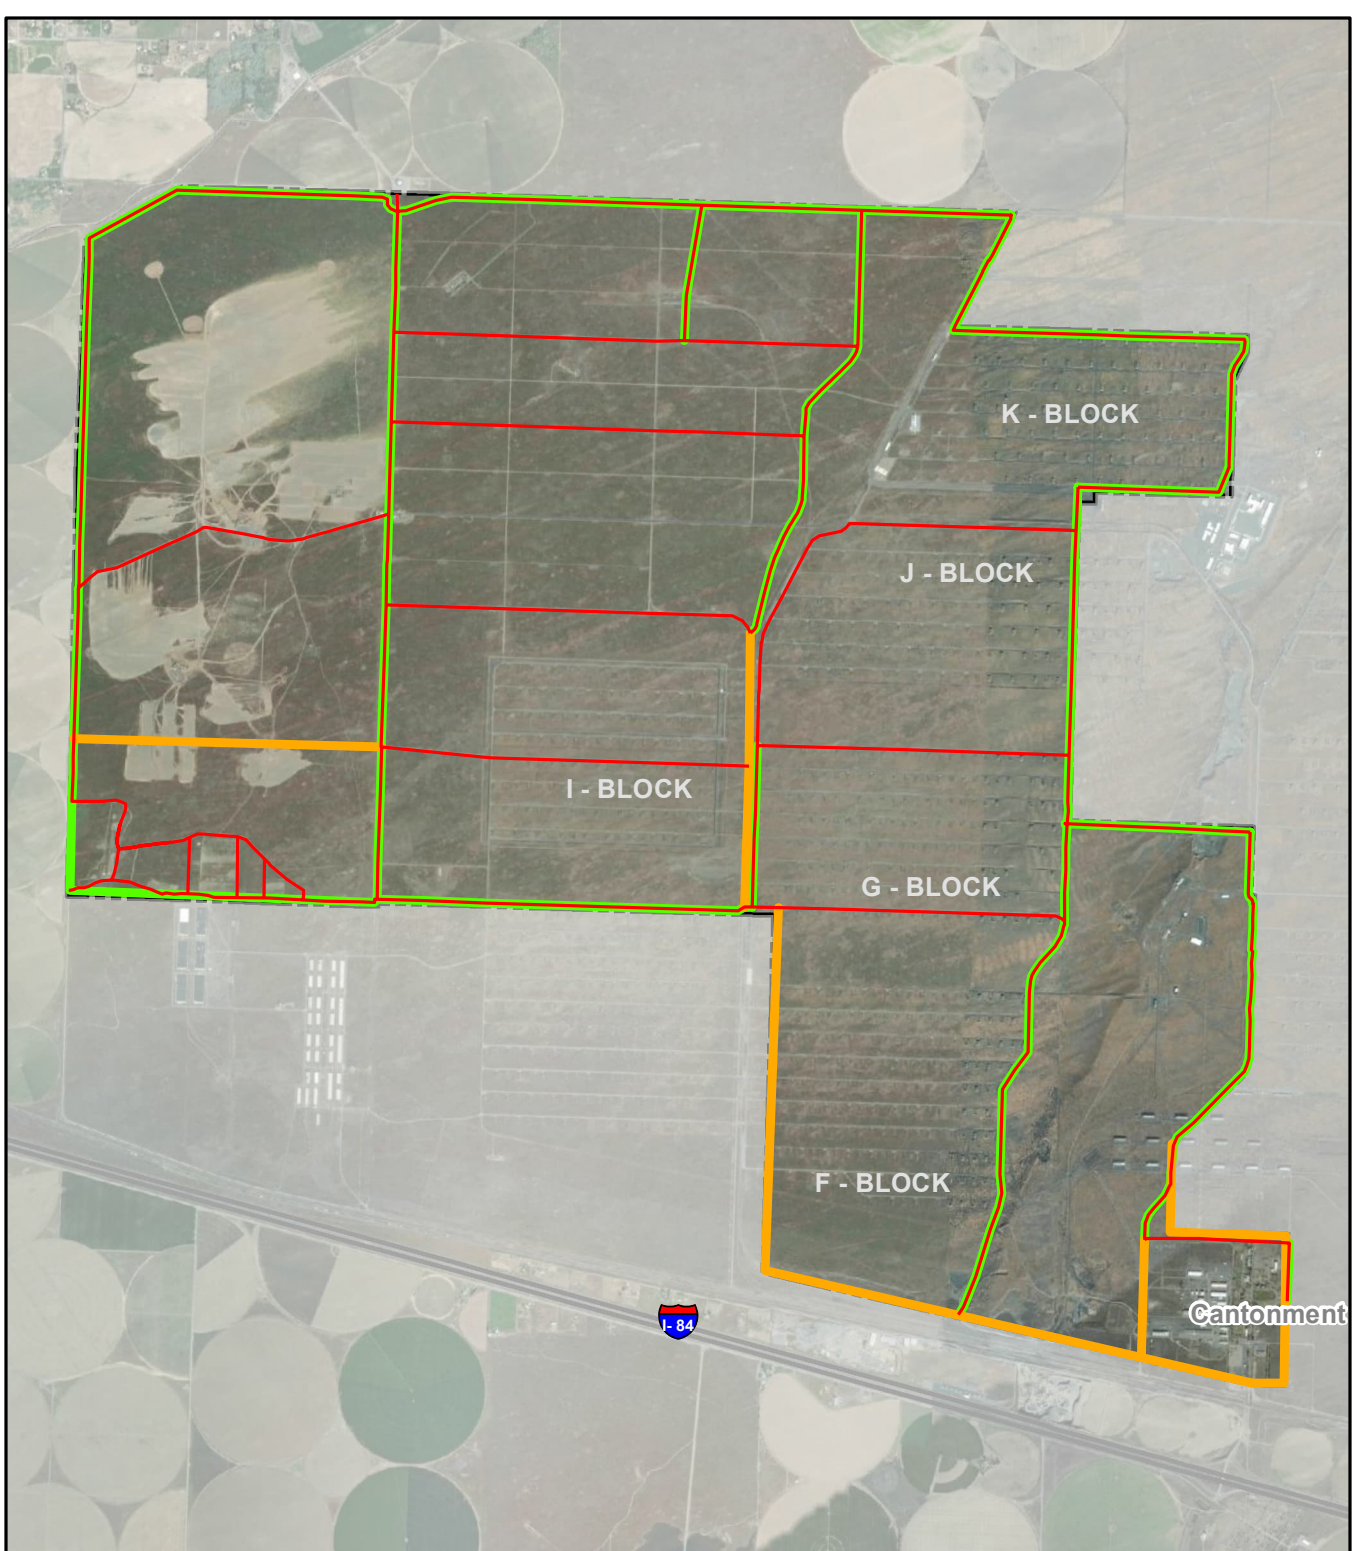 K - BLOCK
J - BLOCK
I - BLOCK
G - BLOCK
F - BLOCK
Cantonment
I- 84